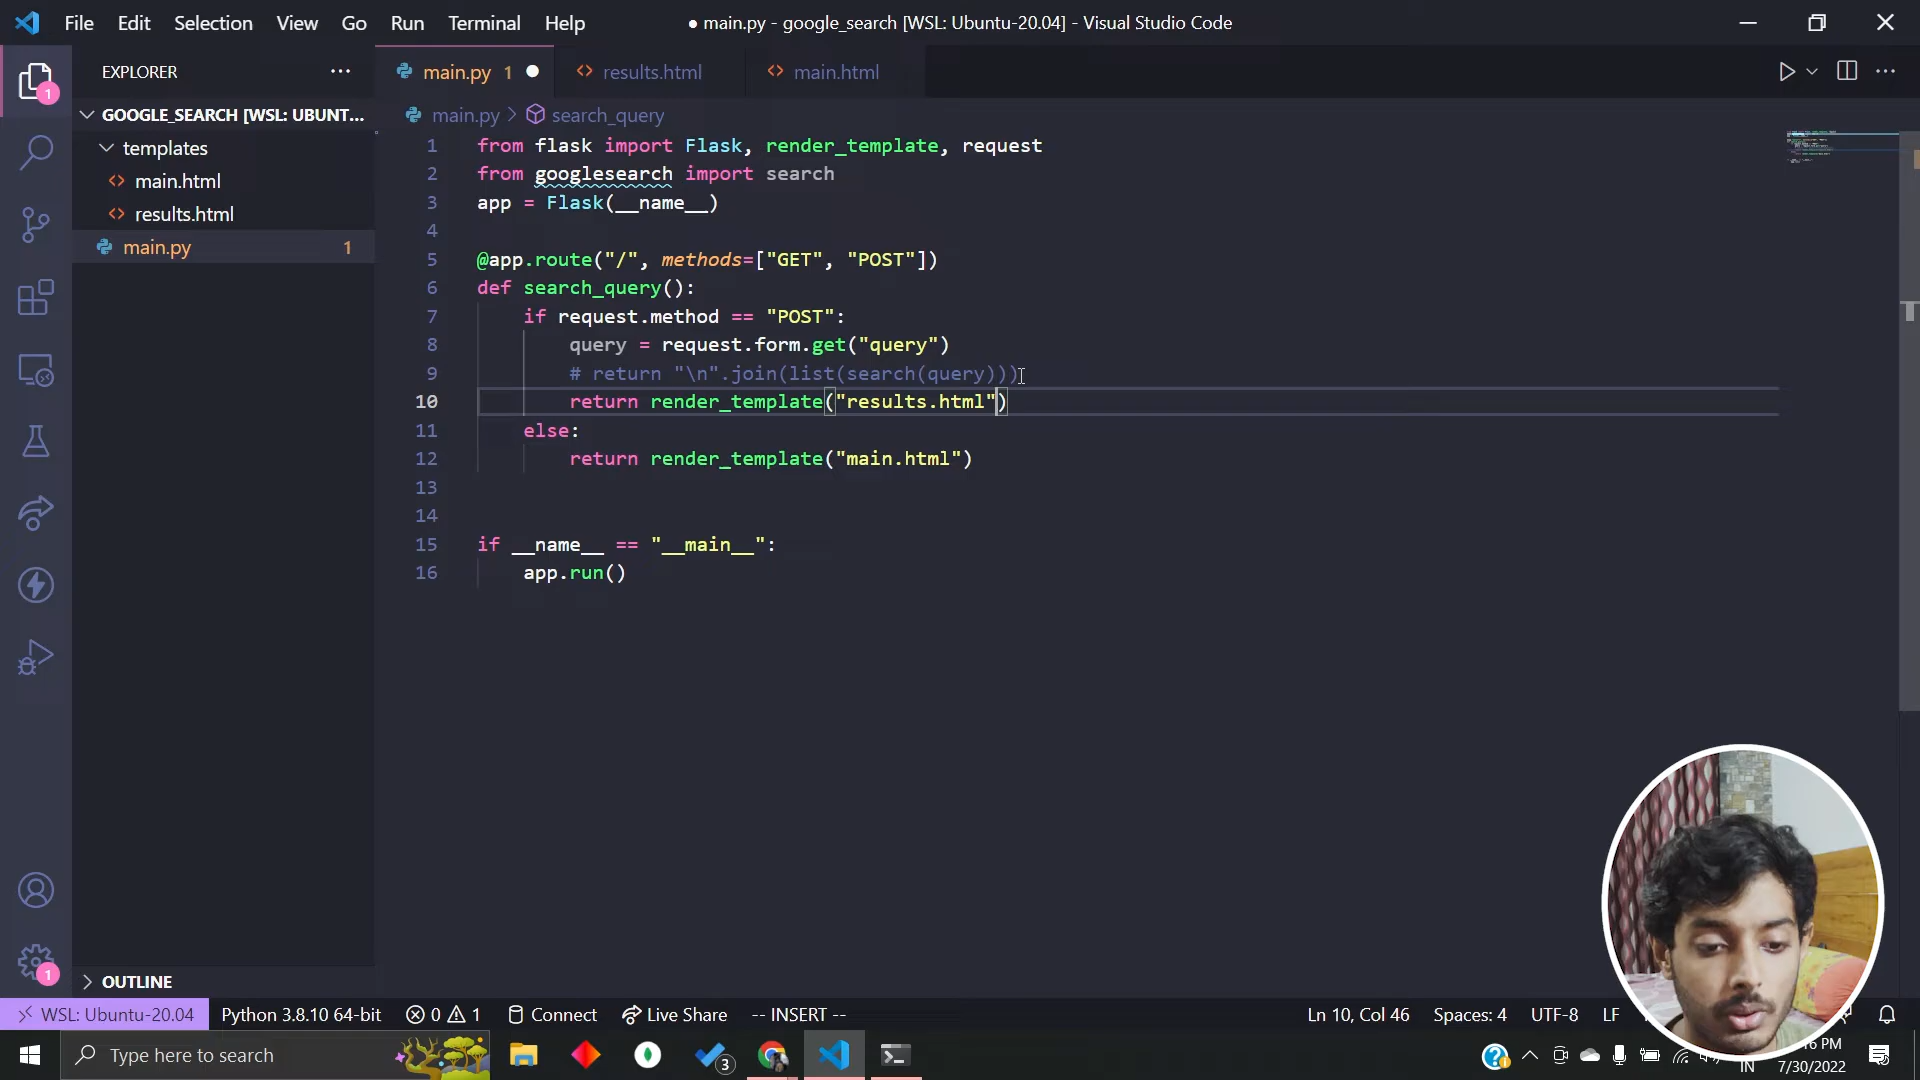 File Edit Selection View Go Run Terminal Help
● main.py - google_search [WSL: Ubuntu-20.04] - Visual Studio Code
EXPLORER
main.py 1
results.html
main.html
GOOGLE_SEARCH [WSL: UBUNT...
templates
main.html
results.html
main.py 1
main.py > search_query
1 from flask import Flask, render_template, request
2 from googlesearch import search
3 app = Flask(__name__)
4
5 @app.route("/", methods=["GET", "POST"])
6 def search_query():
7 if request.method == "POST":
8 query = request.form.get("query")
9 # return "\n".join(list(search(query)))
10 return render_template("results.html")
11 else:
12 return render_template("main.html")
13
14
15 if __name__ == "__main__":
16 app.run()
1
1
OUTLINE
WSL: Ubuntu-20.04 Python 3.8.10 64-bit 0 1 Connect Live Share -- INSERT -- Ln 10, Col 46 Spaces: 4 UTF-8 LF
Type here to search
3
PM
IN 7/30/2022